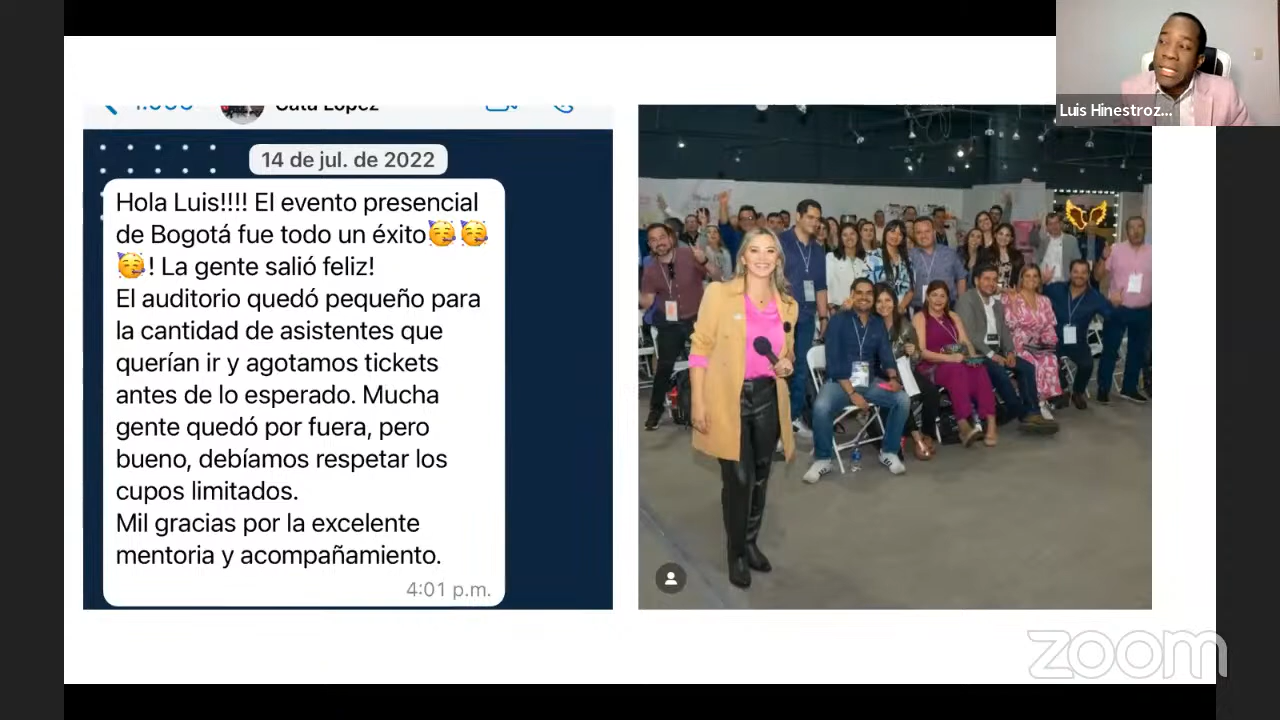 Luis Hinestroz...
Cata López
14 de jul. de 2022
Hola Luis!!!! El evento presencial
de Bogotá fue todo un éxito🥳🥳
🥳! La gente salió feliz!
El auditorio quedó pequeño para
la cantidad de asistentes que
querían ir y agotamos tickets
antes de lo esperado. Mucha
gente quedó por fuera, pero
bueno, debíamos respetar los
cupos limitados.
Mil gracias por la excelente
mentoria y acompañamiento.
4:01 p.m.
zoom